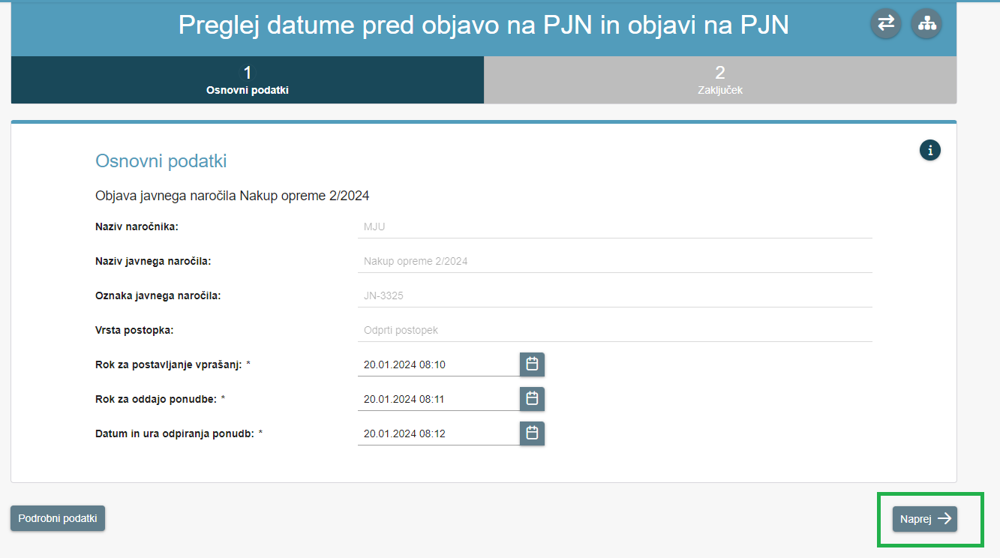 Preglej datume pred objavo na PJN in objavi na PJN
1
Osnovni podatki
2
Zaključek
Osnovni podatki
Objava javnega naročila Nakup opreme 2/2024
Naziv naročnika: MJU
Naziv javnega naročila: Nakup opreme 2/2024
Oznaka javnega naročila: JN-3325
Vrsta postopka: Odprti postopek
Rok za postavljanje vprašanj: * 20.01.2024 08:10
Rok za oddajo ponudbe: * 20.01.2024 08:11
Datum in ura odpiranja ponudb: * 20.01.2024 08:12
Podrobni podatki
Naprej